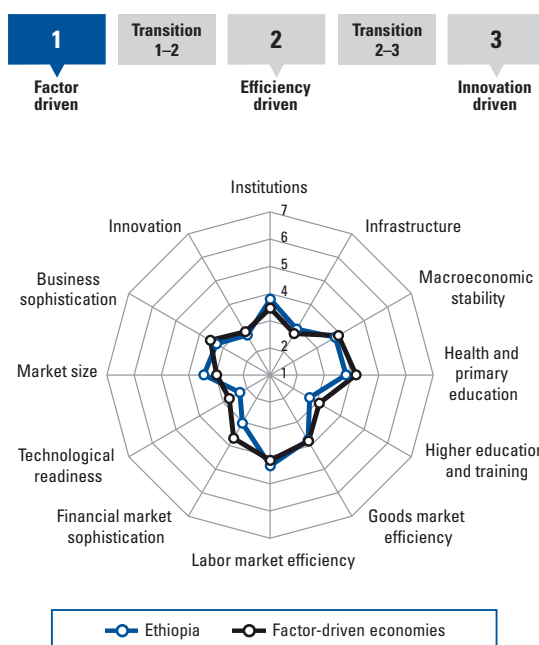 1
Transition
1–2
2
Transition
2–3
3
Factor
driven
Efficiency
driven
Innovation
driven
Institutions
Infrastructure
Macroeconomic
stability
Health and
primary
education
Higher education
and training
Goods market
efficiency
Labor market efficiency
Financial market
sophistication
Technological
readiness
Market size
Business
sophistication
Innovation
7
6
5
4
2
1
Ethiopia
Factor-driven economies